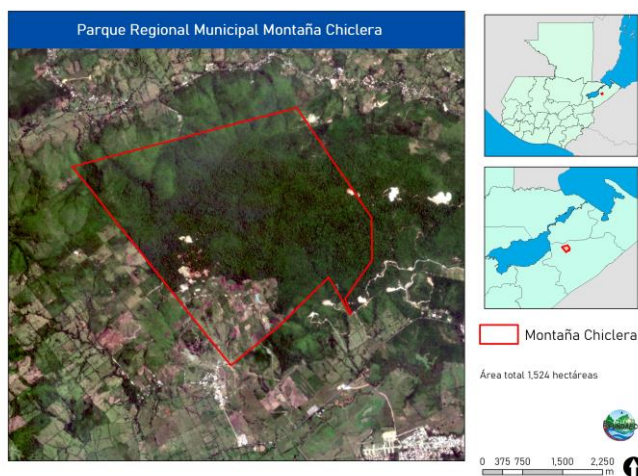 Parque Regional Municipal Montaña Chiclera
Montaña Chiclera
Área total 1,524 hectáreas
FUNDAECO
0 375 750 1,500 2,250
m